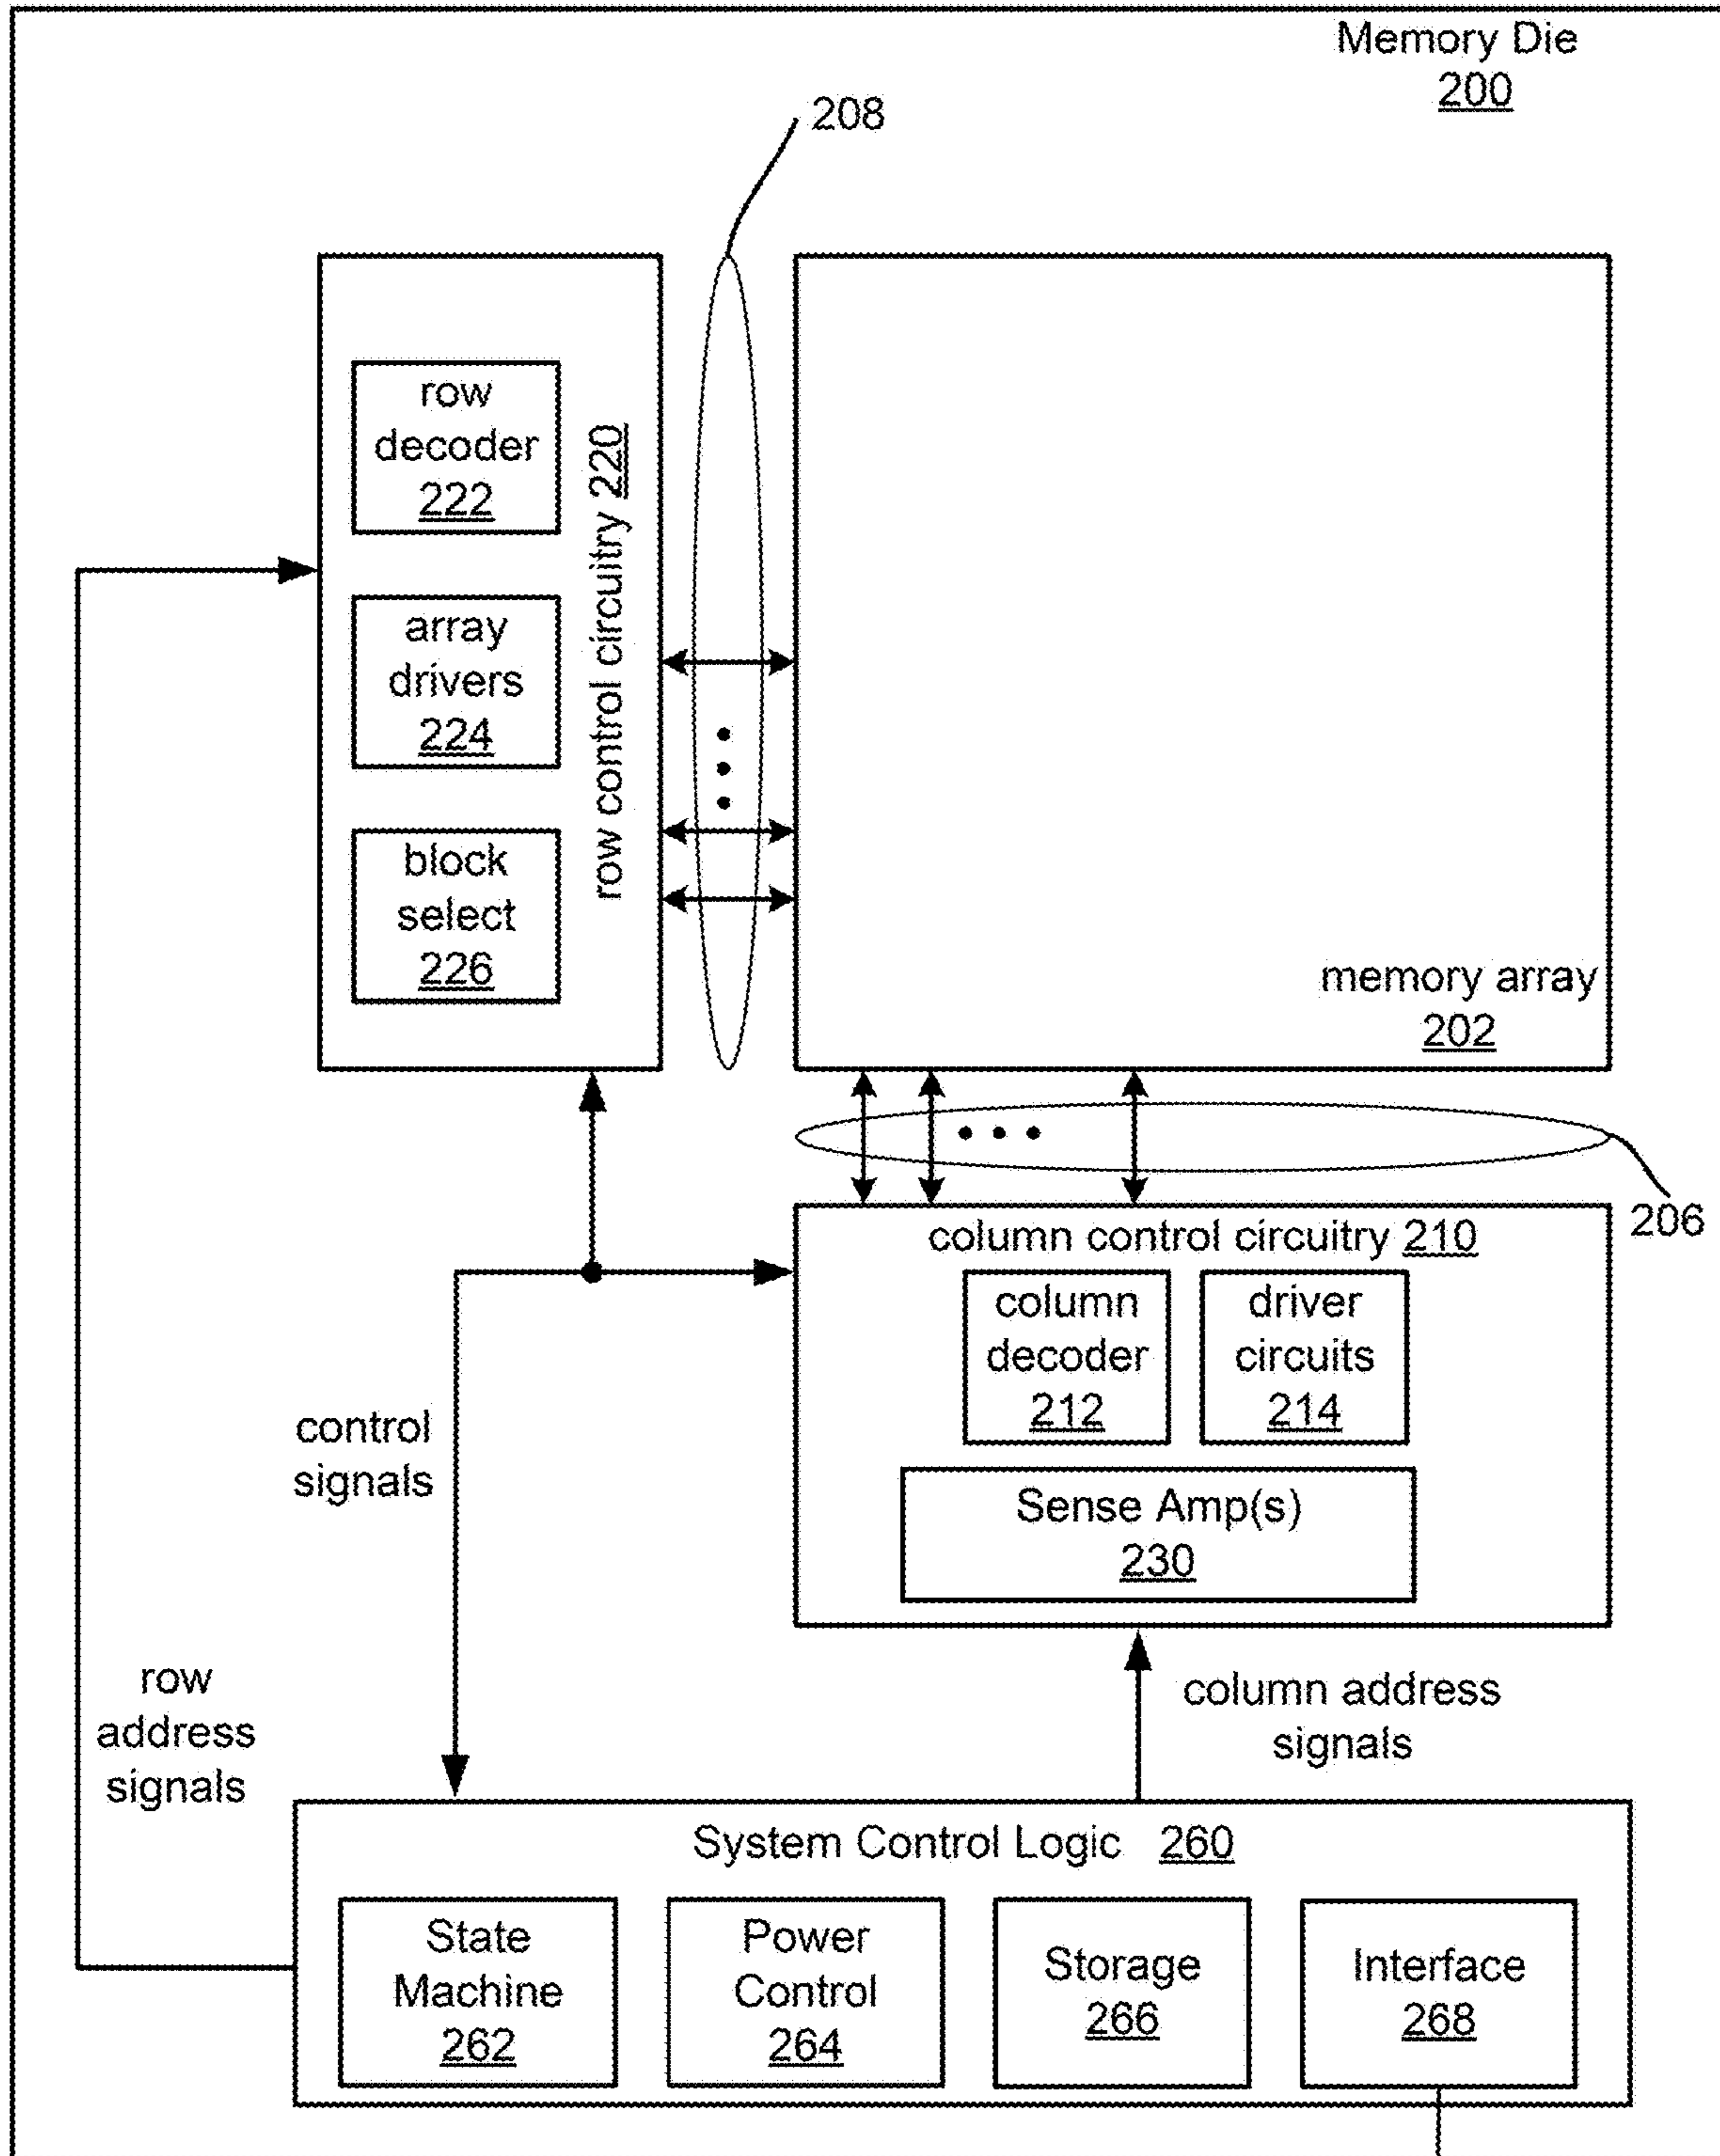 Memory Die
200
208
row
decoder
222
array
drivers
224
block
select
226
row control circuitry 220
memory array
202
206
column control circuitry 210
column
decoder
212
driver
circuits
214
Sense Amp(s)
230
control
signals
row
address
signals
column address
signals
System Control Logic 260
State
Machine
262
Power
Control
264
Storage
266
Interface
268